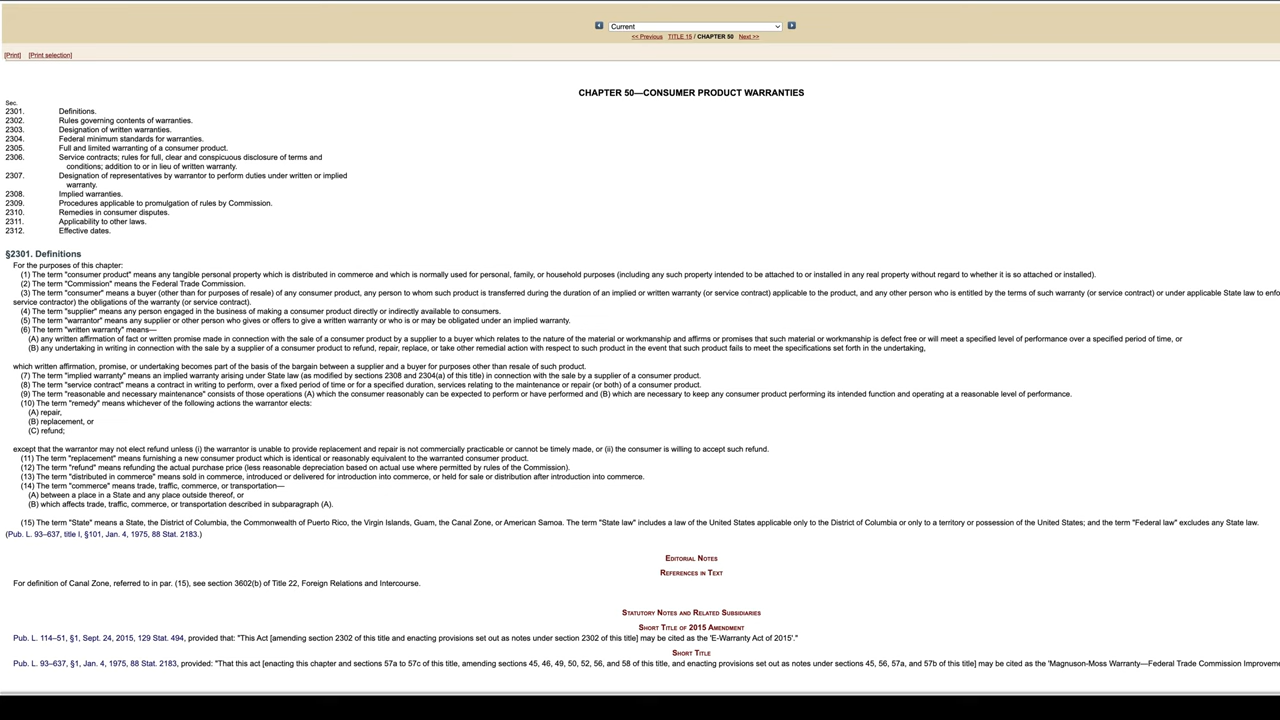 Current
<< Previous TITLE 15 / CHAPTER 50 Next >>
[Print] [Print selection]
CHAPTER 50—CONSUMER PRODUCT WARRANTIES
Sec.
2301. Definitions.
2302. Rules governing contents of warranties.
2303. Designation of written warranties.
2304. Federal minimum standards for warranties.
2305. Full and limited warranting of a consumer product.
2306. Service contracts; rules for full, clear and conspicuous disclosure of terms and
conditions; addition to or in lieu of written warranty.
2307. Designation of representatives by warrantor to perform duties under written or implied
warranty.
2308. Implied warranties.
2309. Procedures applicable to promulgation of rules by Commission.
2310. Remedies in consumer disputes.
2311. Applicability to other laws.
2312. Effective dates.
§2301. Definitions
For the purposes of this chapter:
(1) The term "consumer product" means any tangible personal property which is distributed in commerce and which is normally used for personal, family, or household purposes (including any such property intended to be attached to or installed in any real property without regard to whether it is so attached or installed).
(2) The term "Commission" means the Federal Trade Commission.
(3) The term "consumer" means a buyer (other than for purposes of resale) of any consumer product, any person to whom such product is transferred during the duration of an implied or written warranty (or service contract) applicable to the product, and any other person who is entitled by the terms of such warranty (or service contract) or under applicable State law to enfo
service contractor) the obligations of the warranty (or service contract).
(4) The term "supplier" means any person engaged in the business of making a consumer product directly or indirectly available to consumers.
(5) The term "warrantor" means any supplier or other person who gives or offers to give a written warranty or who is or may be obligated under an implied warranty.
(6) The term "written warranty" means—
(A) any written affirmation of fact or written promise made in connection with the sale of a consumer product by a supplier to a buyer which relates to the nature of the material or workmanship and affirms or promises that such material or workmanship is defect free or will meet a specified level of performance over a specified period of time, or
(B) any undertaking in writing in connection with the sale by a supplier of a consumer product to refund, repair, replace, or take other remedial action with respect to such product in the event that such product fails to meet the specifications set forth in the undertaking,
which written affirmation, promise, or undertaking becomes part of the basis of the bargain between a supplier and a buyer for purposes other than resale of such product.
(7) The term "implied warranty" means an implied warranty arising under State law (as modified by sections 2308 and 2304(a) of this title) in connection with the sale by a supplier of a consumer product.
(8) The term "service contract" means a contract in writing to perform, over a fixed period of time or for a specified duration, services relating to the maintenance or repair (or both) of a consumer product.
(9) The term "reasonable and necessary maintenance" consists of those operations (A) which the consumer reasonably can be expected to perform or have performed and (B) which are necessary to keep any consumer product performing its intended function and operating at a reasonable level of performance.
(10) The term "remedy" means whichever of the following actions the warrantor elects:
(A) repair,
(B) replacement, or
(C) refund;
except that the warrantor may not elect refund unless (i) the warrantor is unable to provide replacement and repair is not commercially practicable or cannot be timely made, or (ii) the consumer is willing to accept such refund.
(11) The term "replacement" means furnishing a new consumer product which is identical or reasonably equivalent to the warranted consumer product.
(12) The term "refund" means refunding the actual purchase price (less reasonable depreciation based on actual use where permitted by rules of the Commission).
(13) The term "distributed in commerce" means sold in commerce, introduced or delivered for introduction into commerce, or held for sale or distribution after introduction into commerce.
(14) The term "commerce" means trade, traffic, commerce, or transportation—
(A) between a place in a State and any place outside thereof, or
(B) which affects trade, traffic, commerce, or transportation described in subparagraph (A).
(15) The term "State" means a State, the District of Columbia, the Commonwealth of Puerto Rico, the Virgin Islands, Guam, the Canal Zone, or American Samoa. The term "State law" includes a law of the United States applicable only to the District of Columbia or only to a territory or possession of the United States; and the term "Federal law" excludes any State law.
(Pub. L. 93–637, title I, §101, Jan. 4, 1975, 88 Stat. 2183.)
Editorial Notes
References in Text
For definition of Canal Zone, referred to in par. (15), see section 3602(b) of Title 22, Foreign Relations and Intercourse.
Statutory Notes and Related Subsidiaries
Short Title of 2015 Amendment
Pub. L. 114–51, §1, Sept. 24, 2015, 129 Stat. 494, provided that: "This Act [amending section 2302 of this title and enacting provisions set out as notes under section 2302 of this title] may be cited as the 'E-Warranty Act of 2015'."
Short Title
Pub. L. 93–637, §1, Jan. 4, 1975, 88 Stat. 2183, provided: "That this act [enacting this chapter and sections 57a to 57c of this title, amending sections 45, 46, 49, 50, 52, 56, and 58 of this title, and enacting provisions set out as notes under sections 45, 56, 57a, and 57b of this title] may be cited as the 'Magnuson-Moss Warranty—Federal Trade Commission Improveme